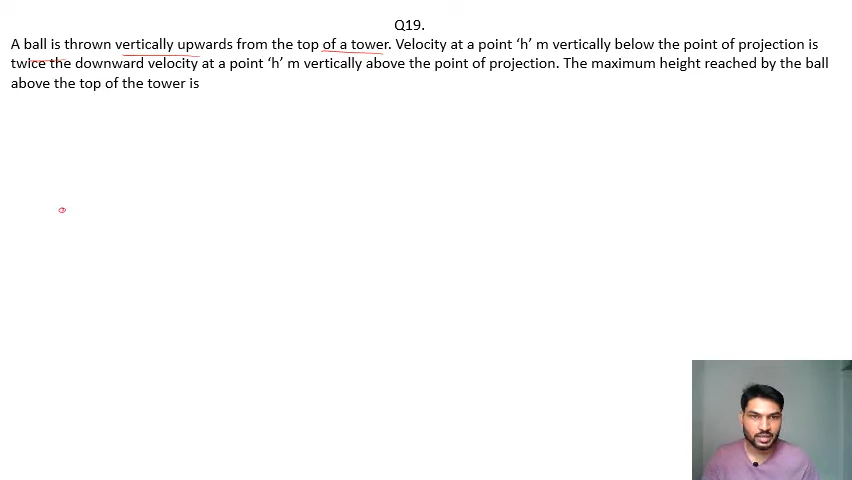 Q19.
A ball is thrown vertically upwards from the top of a tower. Velocity at a point ‘h’ m vertically below the point of projection is
twice the downward velocity at a point ‘h’ m vertically above the point of projection. The maximum height reached by the ball
above the top of the tower is